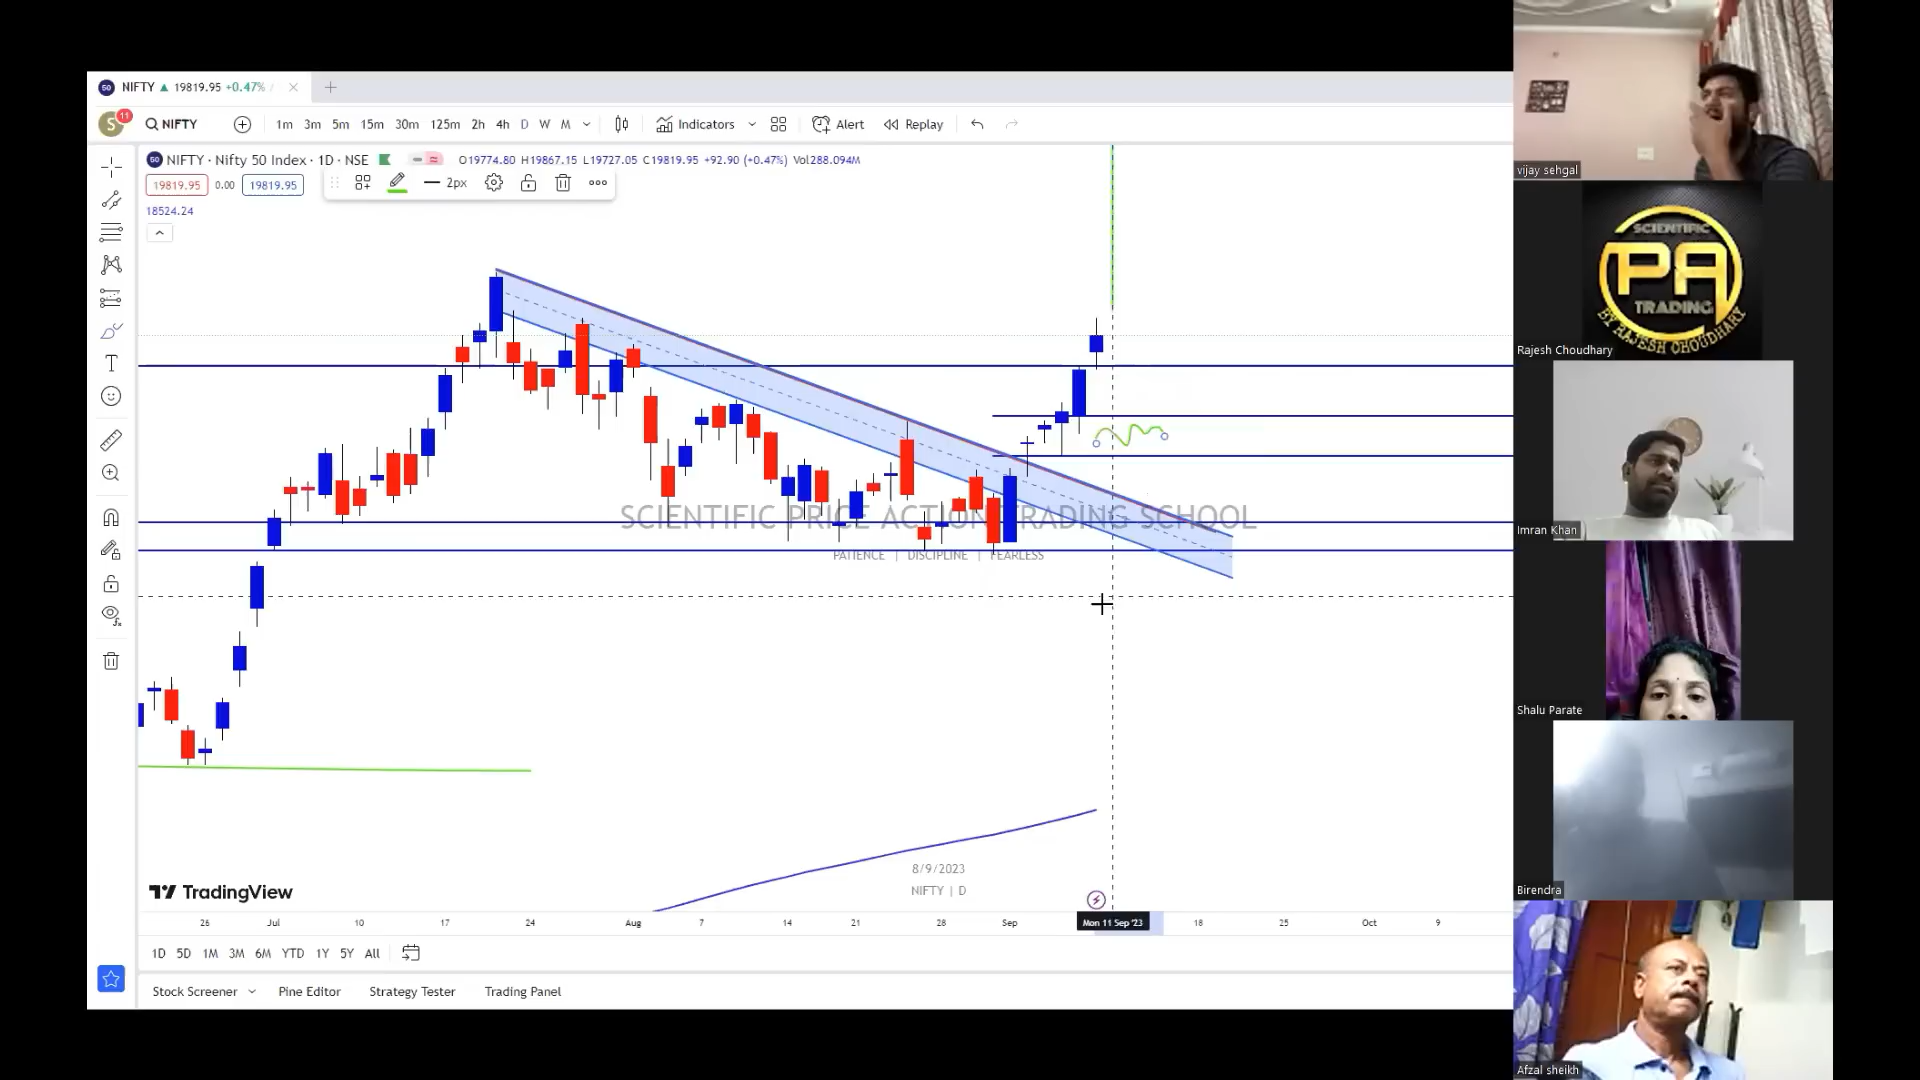 NIFTY ▲ 19819.95 +0.47% /
S 11 NIFTY 1m 3m 5m 15m 30m 125m 2h 4h D W M Indicators Alert Replay
50 NIFTY · Nifty 50 Index · 1D · NSE O19774.80 H19867.15 L19727.05 C19819.95 +92.90 (+0.47%) Vol288.094M
19819.95 0.00 19819.95 2px
18524.24
SCIENTIFIC PRICE ACTION TRADING SCHOOL
PATIENCE | DISCIPLINE | FEARLESS
8/9/2023
NIFTY | D
TradingView
26 Jul 10 17 24 Aug 7 14 21 28 Sep Mon 11 Sep '23 18 25 Oct 9
1D 5D 1M 3M 6M YTD 1Y 5Y All
Stock Screener Pine Editor Strategy Tester Trading Panel
vijay sehgal
SCIENTIFIC
PA
TRADING
BY RAJESH CHOUDHARY
Rajesh Choudhary
Imran Khan
Shalu Parate
Birendra
Afzal sheikh